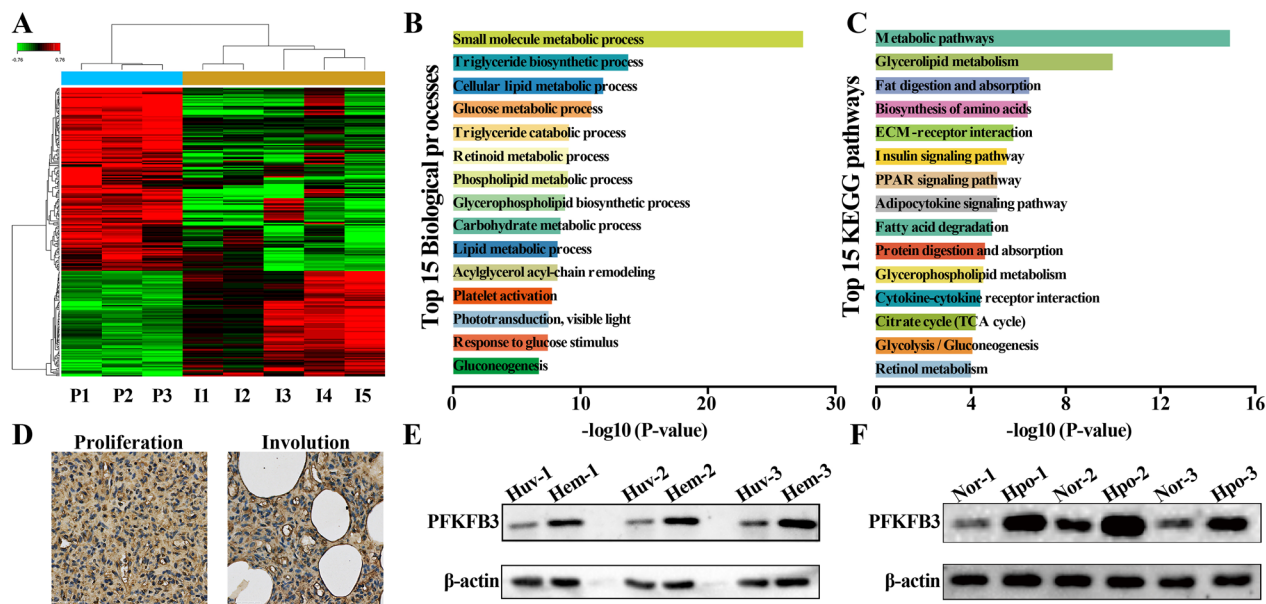 A
-0.76 0.76
P1 P2 P3 I1 I2 I3 I4 I5
B
Top 15 Biological processes
Small molecule metabolic process
Triglyceride biosynthetic process
Cellular lipid metabolic process
Glucose metabolic process
Triglyceride catabolic process
Retinoid metabolic process
Phospholipid metabolic process
Glycerophospholipid biosynthetic process
Carbohydrate metabolic process
Lipid metabolic process
Acylglycerol acyl-chain remodeling
Platelet activation
Phototransduction, visible light
Response to glucose stimulus
Gluconeogenesis
0 10 20 30
-log10 (P-value)
C
Top 15 KEGG pathways
Metabolic pathways
Glycerolipid metabolism
Fat digestion and absorption
Biosynthesis of amino acids
ECM-receptor interaction
Insulin signaling pathway
PPAR signaling pathway
Adipocytokine signaling pathway
Fatty acid degradation
Protein digestion and absorption
Glycerophospholipid metabolism
Cytokine-cytokine receptor interaction
Citrate cycle (TCA cycle)
Glycolysis / Gluconeogenesis
Retinol metabolism
0 4 8 12 16
-log10 (P-value)
D
Proliferation Involution
E
Huv-1 Hem-1 Huv-2 Hem-2 Huv-3 Hem-3
PFKFB3
β-actin
F
Nor-1 Hpo-1 Nor-2 Hpo-2 Nor-3 Hpo-3
PFKFB3
β-actin